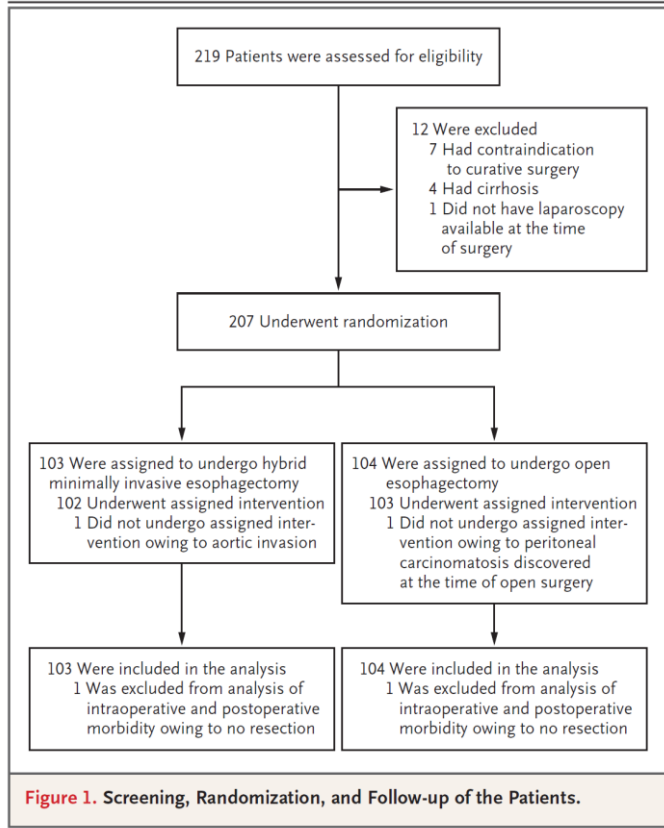 219 Patients were assessed for eligibility
12 Were excluded
7 Had contraindication
to curative surgery
4 Had cirrhosis
1 Did not have laparoscopy
available at the time
of surgery
207 Underwent randomization
103 Were assigned to undergo hybrid
minimally invasive esophagectomy
102 Underwent assigned intervention
1 Did not undergo assigned inter-
vention owing to aortic invasion
104 Were assigned to undergo open
esophagectomy
103 Underwent assigned intervention
1 Did not undergo assigned inter-
vention owing to peritoneal
carcinomatosis discovered
at the time of open surgery
103 Were included in the analysis
1 Was excluded from analysis of
intraoperative and postoperative
morbidity owing to no resection
104 Were included in the analysis
1 Was excluded from analysis of
intraoperative and postoperative
morbidity owing to no resection
Figure 1. Screening, Randomization, and Follow-up of the Patients.